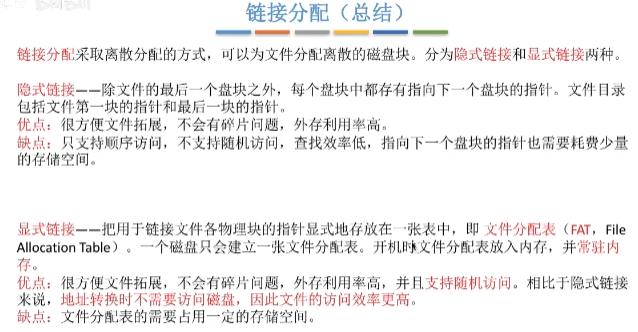 链接分配（总结）
链接分配采取离散分配的方式，可以为文件分配离散的磁盘块。分为隐式链接和显式链接两种。
隐式链接——除文件的最后一个盘块之外，每个盘块中都存有指向下一个盘块的指针。文件目录
包括文件第一块的指针和最后一块的指针。
优点：很方便文件拓展，不会有碎片问题，外存利用率高。
缺点：只支持顺序访问，不支持随机访问，查找效率低，指向下一个盘块的指针也需要耗费少量
的存储空间。
显式链接——把用于链接文件各物理块的指针显式地存放在一张表中，即 文件分配表（FAT，File
Allocation Table）。一个磁盘只会建立一张文件分配表。开机时文件分配表放入内存，并常驻内
存。
优点：很方便文件拓展，不会有碎片问题，外存利用率高，并且支持随机访问。相比于隐式链接
来说，地址转换时不需要访问磁盘，因此文件的访问效率更高。
缺点：文件分配表的需要占用一定的存储空间。